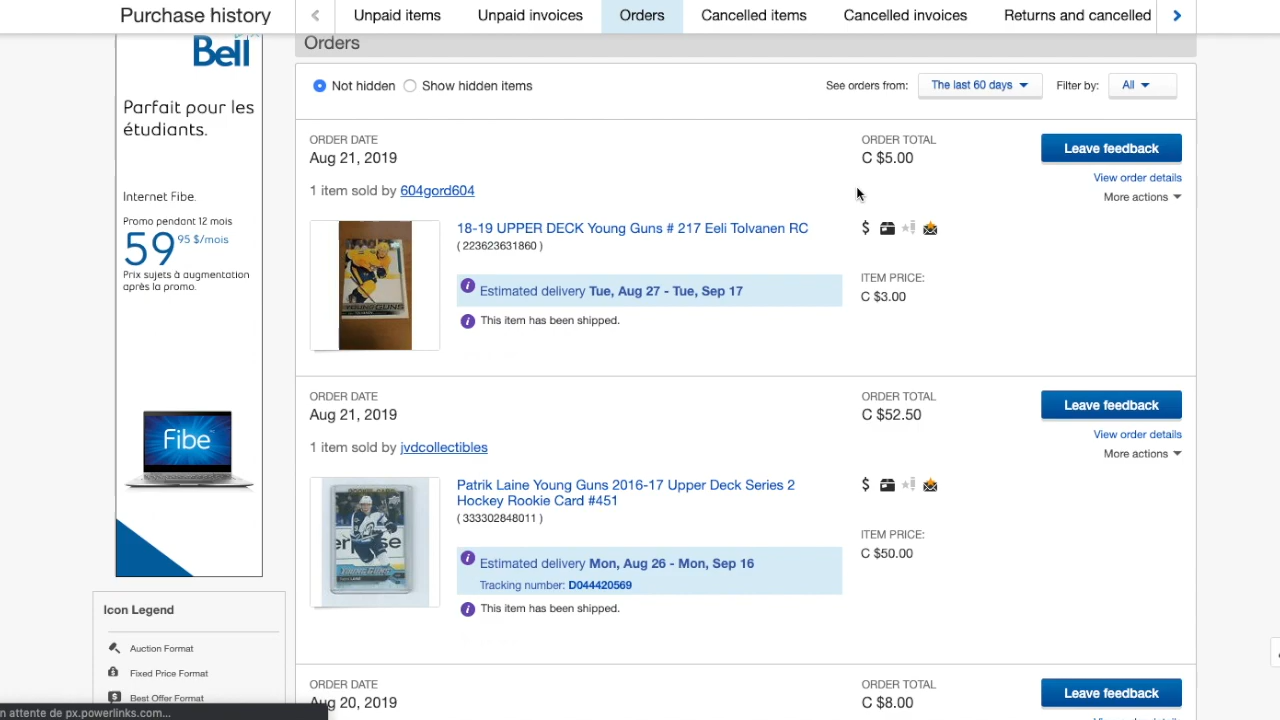 Purchase history
Unpaid items
Unpaid invoices
Orders
Cancelled items
Cancelled invoices
Returns and cancelled
Orders
Not hidden
Show hidden items
See orders from:
The last 60 days
Filter by:
All
Bell
Parfait pour les
étudiants.
Internet Fibe.
Promo pendant 12 mois
59 95 $/mois
Prix sujets à augmentation
après la promo.
Fibe
ORDER DATE
Aug 21, 2019
ORDER TOTAL
C $5.00
Leave feedback
View order details
More actions
1 item sold by 604gord604
18-19 UPPER DECK Young Guns # 217 Eeli Tolvanen RC
( 223623631860 )
Estimated delivery Tue, Aug 27 - Tue, Sep 17
This item has been shipped.
ITEM PRICE:
C $3.00
ORDER DATE
Aug 21, 2019
ORDER TOTAL
C $52.50
Leave feedback
View order details
More actions
1 item sold by jvdcollectibles
Patrik Laine Young Guns 2016-17 Upper Deck Series 2
Hockey Rookie Card #451
( 333302848011 )
Estimated delivery Mon, Aug 26 - Mon, Sep 16
Tracking number: D044420569
This item has been shipped.
ITEM PRICE:
C $50.00
ORDER DATE
Aug 20, 2019
ORDER TOTAL
C $8.00
Leave feedback
Icon Legend
Auction Format
Fixed Price Format
Best Offer Format
n attente de px.powerlinks.com...